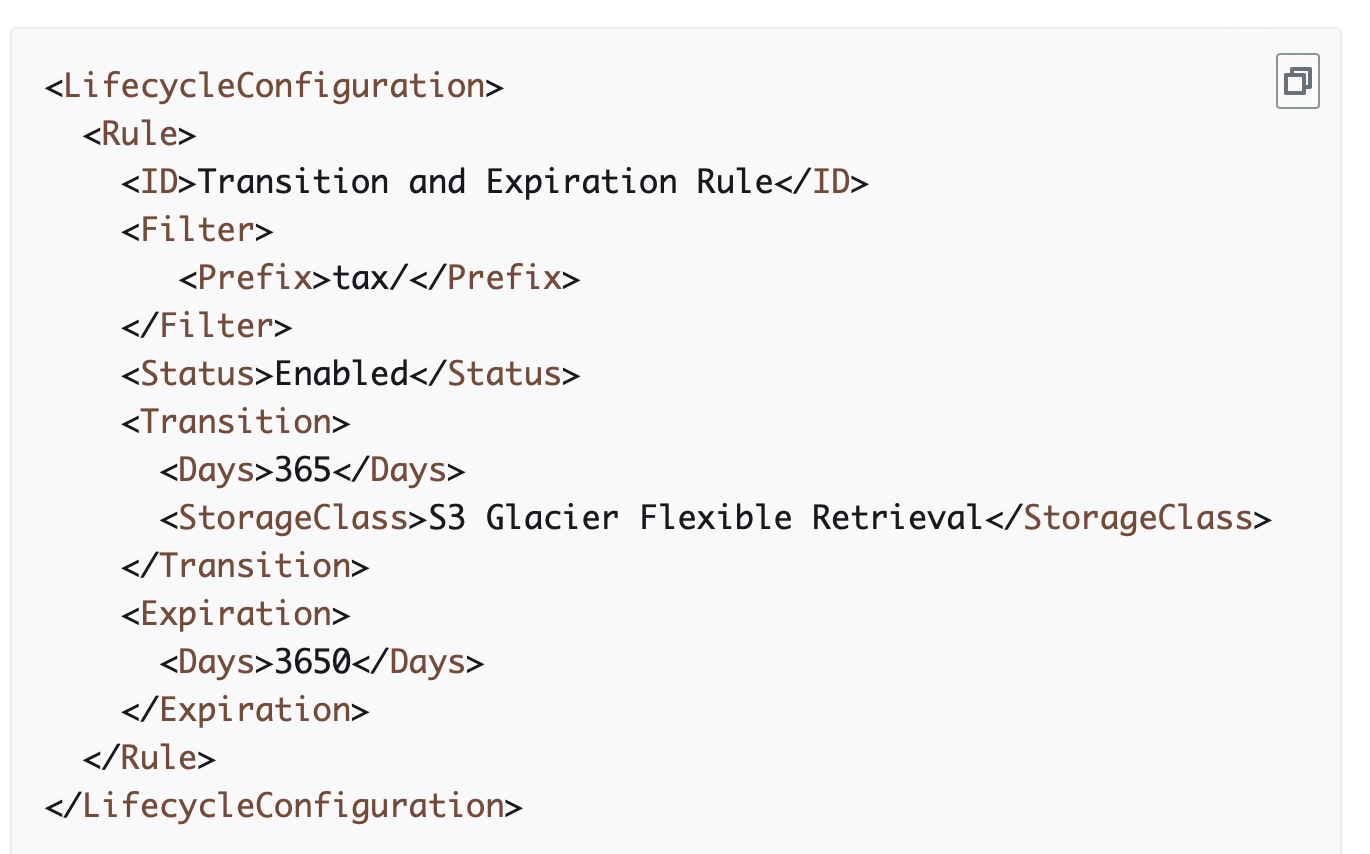 <LifecycleConfiguration>
  <Rule>
    <ID>Transition and Expiration Rule</ID>
    <Filter>
       <Prefix>tax/</Prefix>
    </Filter>
    <Status>Enabled</Status>
    <Transition>
      <Days>365</Days>
      <StorageClass>S3 Glacier Flexible Retrieval</StorageClass>
    </Transition>
    <Expiration>
      <Days>3650</Days>
    </Expiration>
  </Rule>
</LifecycleConfiguration>